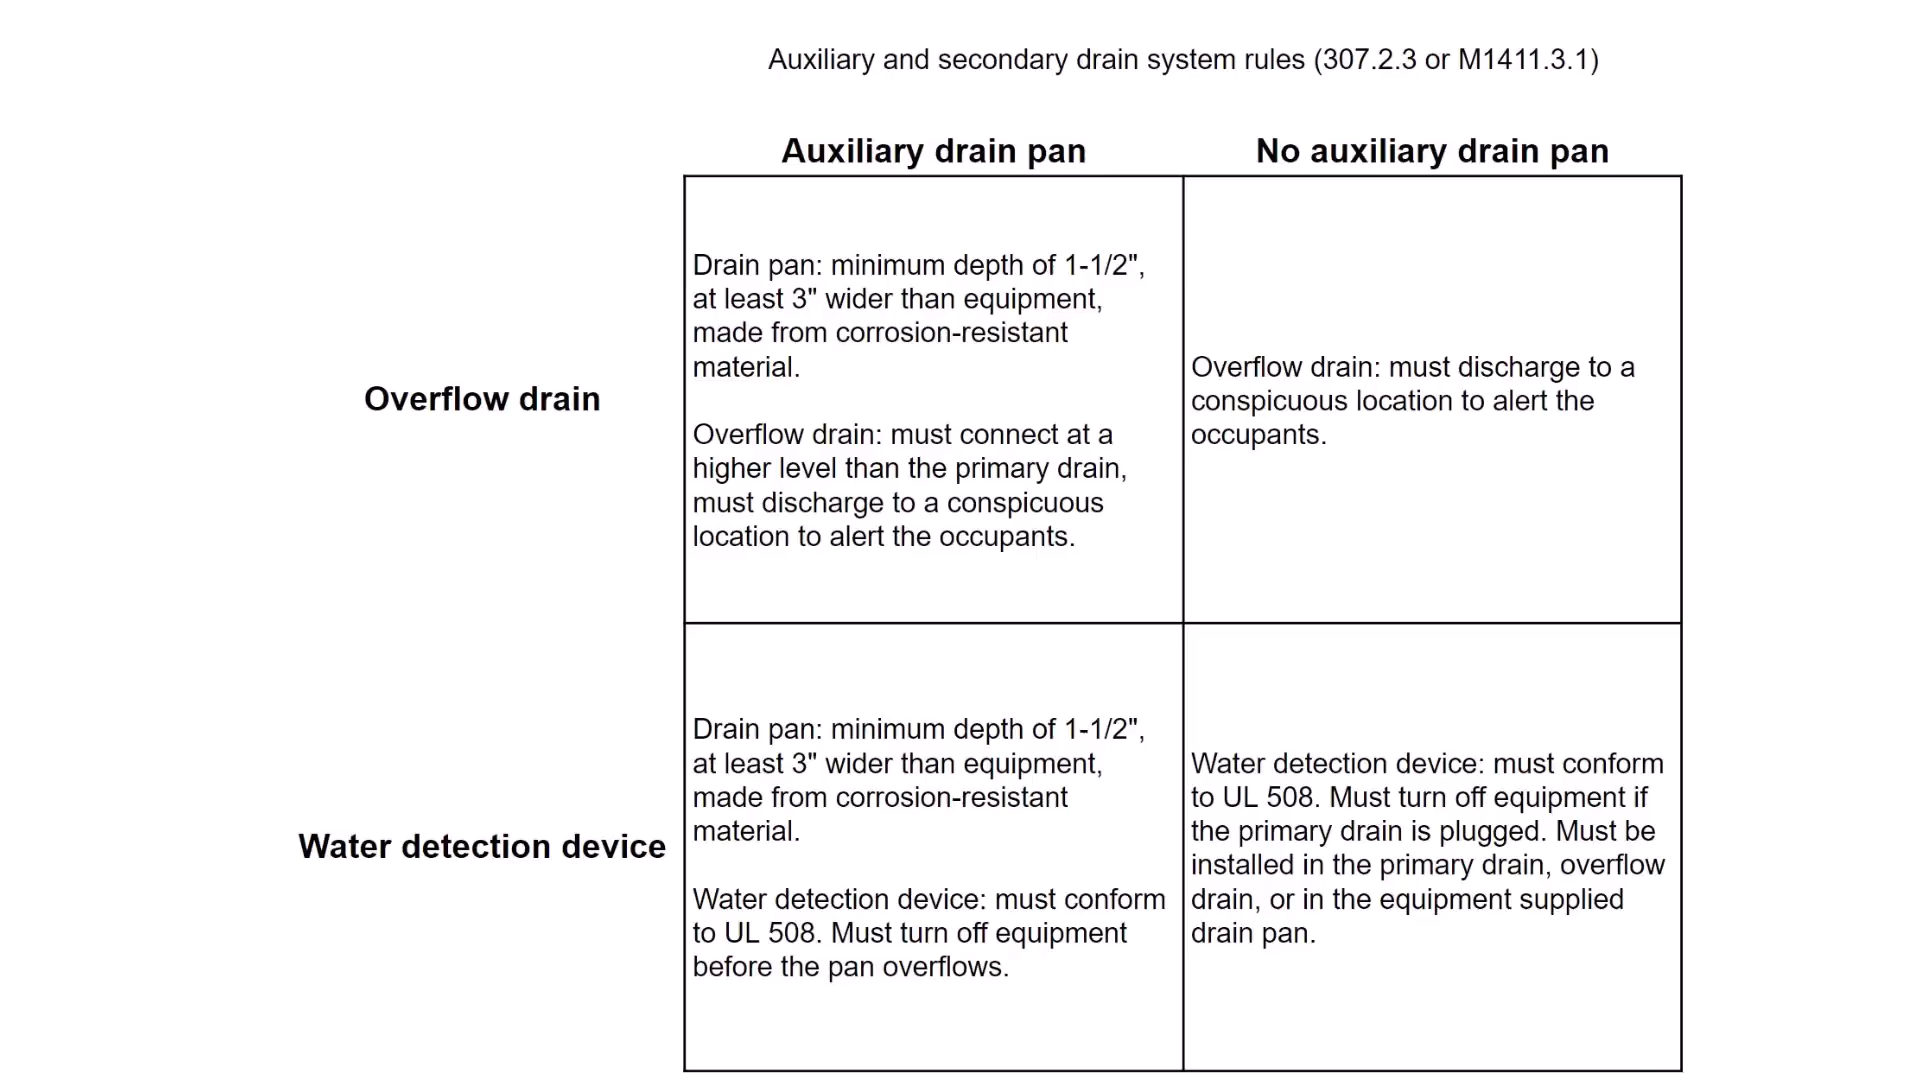 Auxiliary and secondary drain system rules (307.2.3 or M1411.3.1)
Auxiliary drain pan
No auxiliary drain pan
Overflow drain
Drain pan: minimum depth of 1-1/2",
at least 3" wider than equipment,
made from corrosion-resistant
material.
Overflow drain: must connect at a
higher level than the primary drain,
must discharge to a conspicuous
location to alert the occupants.
Overflow drain: must discharge to a
conspicuous location to alert the
occupants.
Water detection device
Drain pan: minimum depth of 1-1/2",
at least 3" wider than equipment,
made from corrosion-resistant
material.
Water detection device: must conform
to UL 508. Must turn off equipment
before the pan overflows.
Water detection device: must conform
to UL 508. Must turn off equipment if
the primary drain is plugged. Must be
installed in the primary drain, overflow
drain, or in the equipment supplied
drain pan.